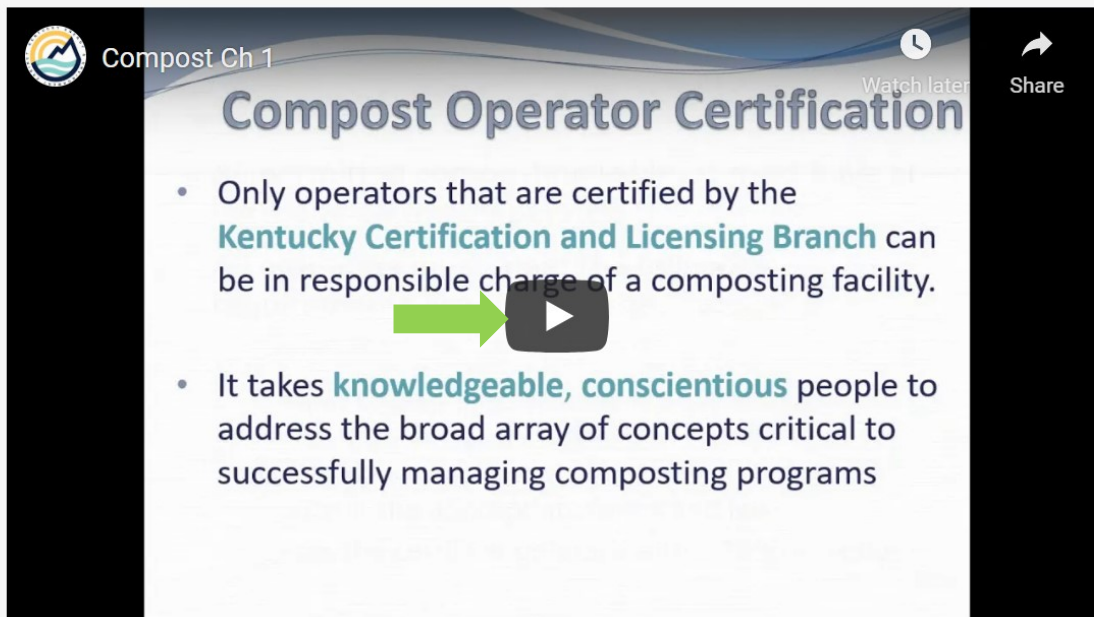 Compost Ch 1
Watch later
Share
Compost Operator Certification
• Only operators that are certified by the
Kentucky Certification and Licensing Branch can
be in responsible charge of a composting facility.
• It takes knowledgeable, conscientious people to
address the broad array of concepts critical to
successfully managing composting programs